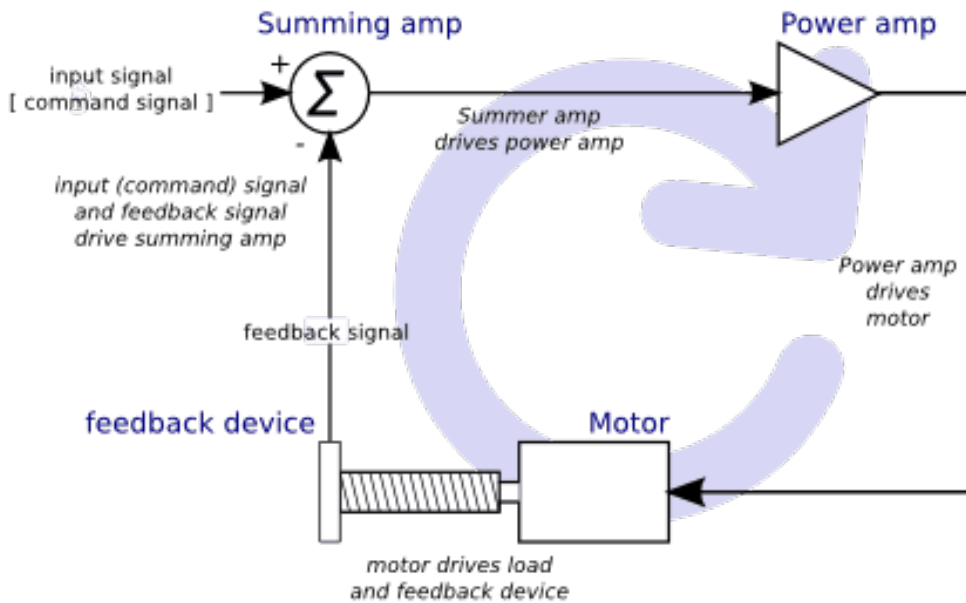 Summing amp
Power amp
+
input signal
[ command signal ]
Σ
Summer amp
drives power amp
-
input (command) signal
and feedback signal
drive summing amp
Power amp
drives
motor
feedback signal
feedback device
Motor
motor drives load
and feedback device